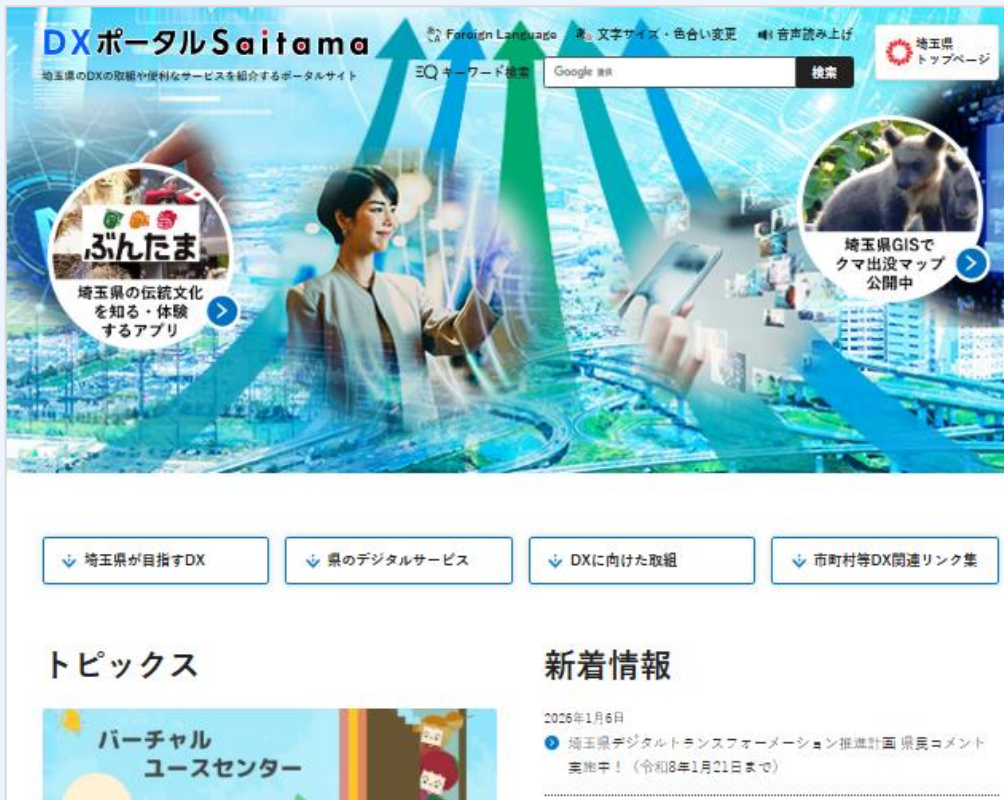 DXポータルSaitama
埼玉県のDXの取組や便利なサービスを紹介するポータルサイト
Foreign Language
文字サイズ・色合い変更
音声読み上げ
キーワード検索
Google 提供
検索
埼玉県
トップページ
ぶんたま
埼玉県の伝統文化
を知る・体験
するアプリ
埼玉県GISで
クマ出没マップ
公開中
埼玉県が目指すDX
県のデジタルサービス
DXに向けた取組
市町村等DX関連リンク集
トピックス
バーチャル
ユースセンター
新着情報
2026年1月6日
埼玉県デジタルトランスフォーメーション推進計画 県民コメント
実施中!(令和8年1月21日まで)